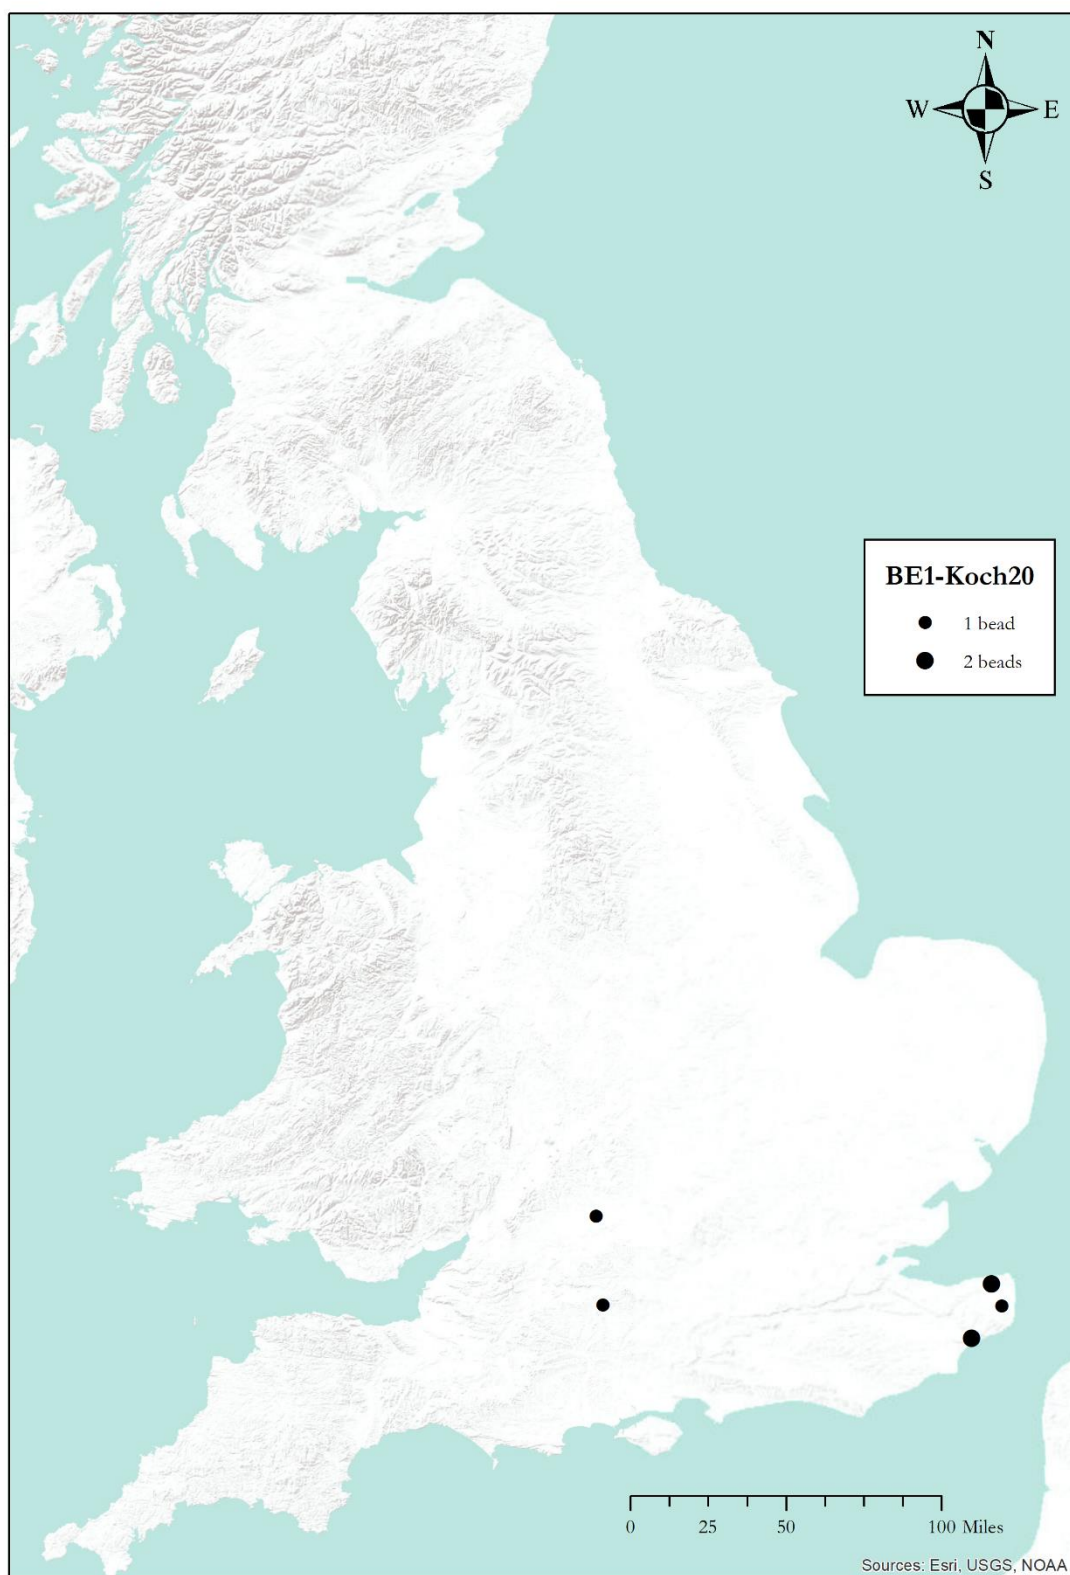 N
W E
S
BE1-Koch20
1 bead
2 beads
0 25 50 100 Miles
Sources: Esri, USGS, NOAA